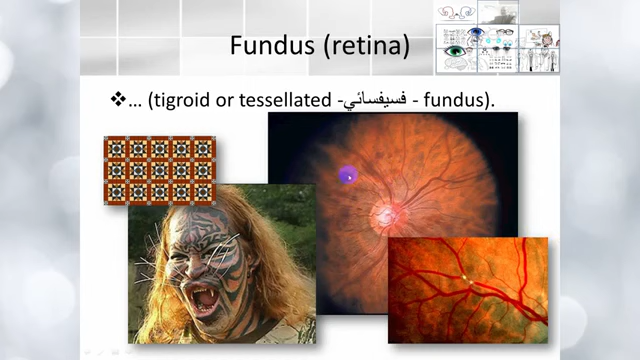 Fundus (retina)
❖... (tigroid or tessellated -فسيفسائي - fundus).